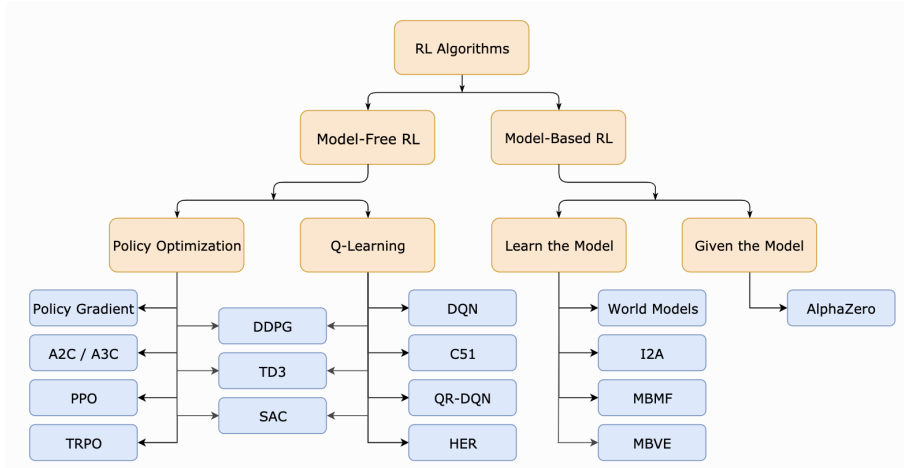 RL Algorithms
Model-Free RL
Model-Based RL
Policy Optimization
Q-Learning
Learn the Model
Given the Model
Policy Gradient
DDPG
DQN
World Models
AlphaZero
A2C / A3C
TD3
C51
I2A
PPO
SAC
QR-DQN
MBMF
TRPO
HER
MBVE